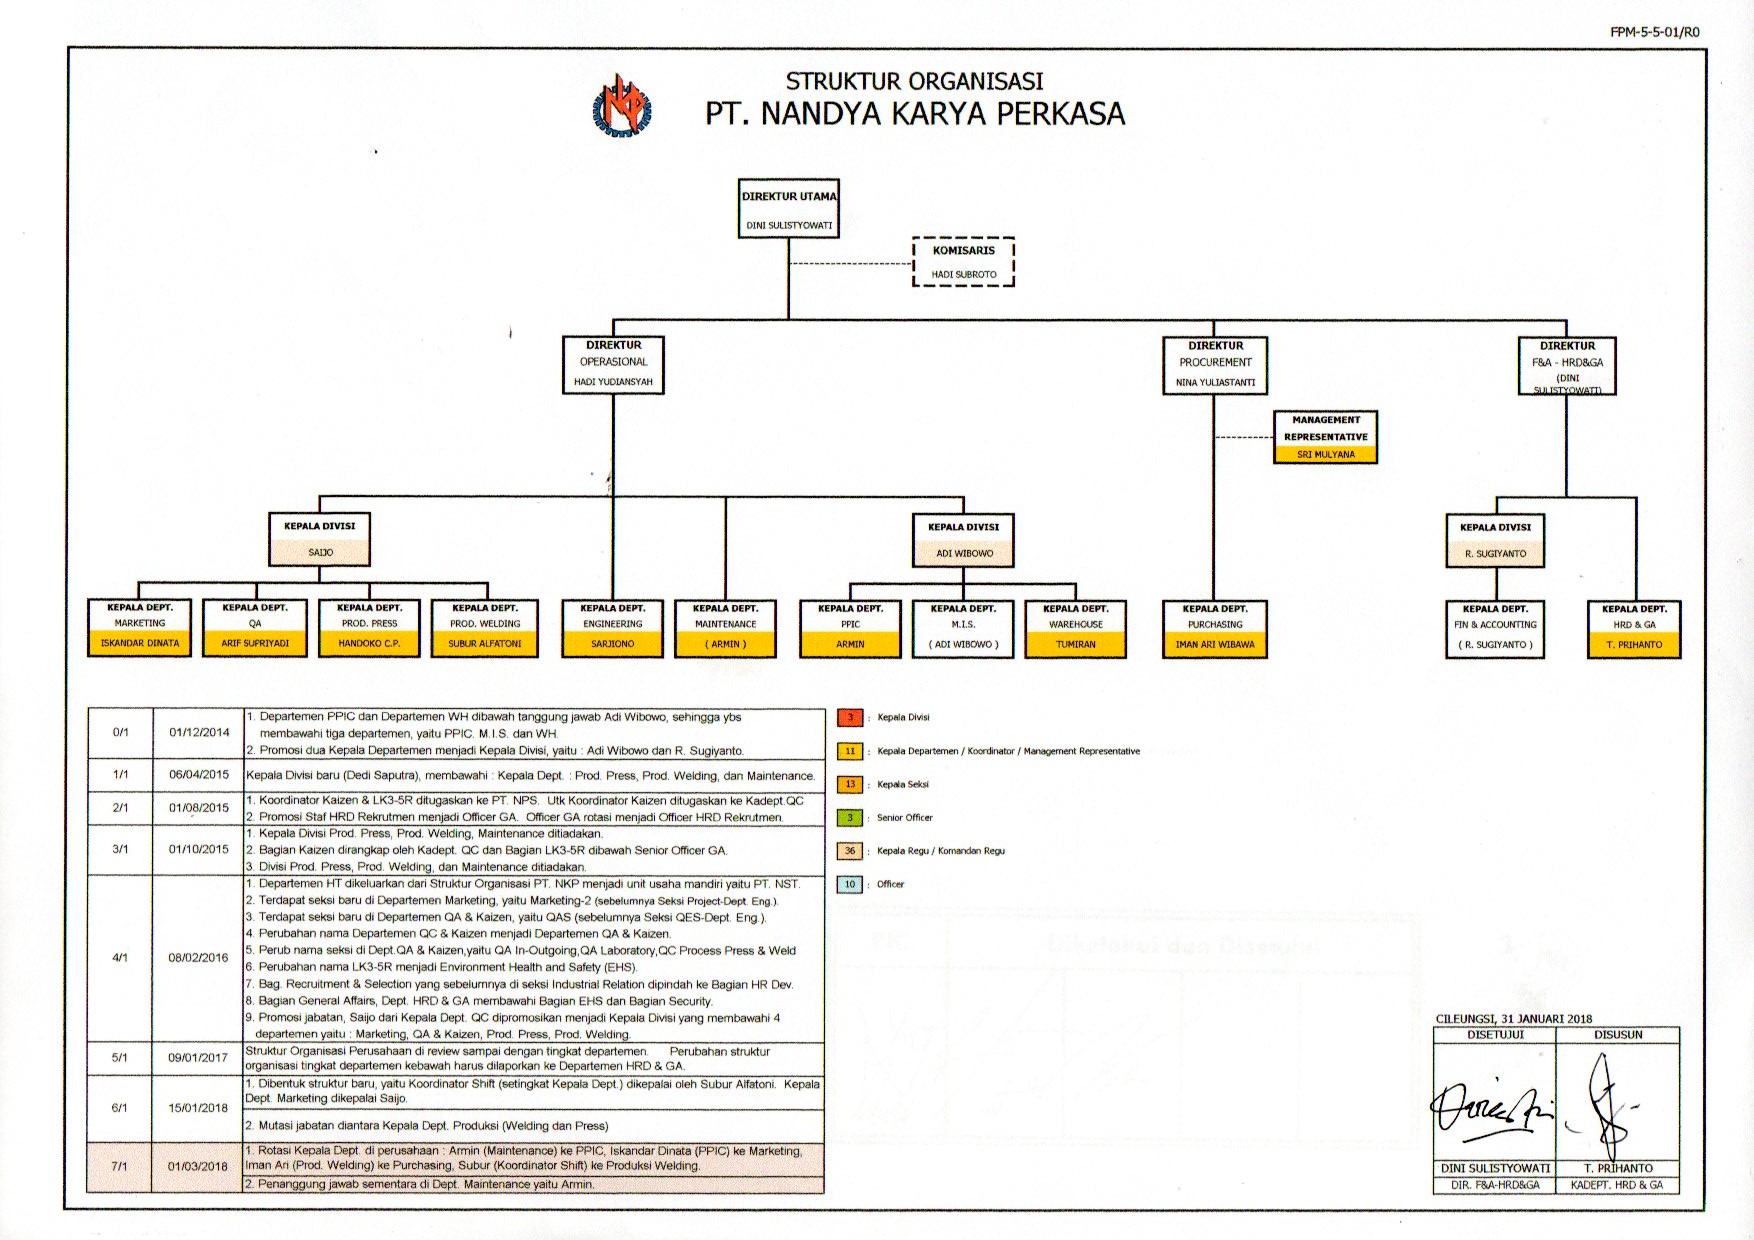 FPM-5-5-01/R0
NKP
STRUKTUR ORGANISASI
PT. NANDYA KARYA PERKASA
DIREKTUR UTAMA
DINI SULISTYOWATI
KOMISARIS
HADI SUBROTO
DIREKTUR
OPERASIONAL
HADI YUDIANSYAH
DIREKTUR
PROCUREMENT
NINA YULIASTANTI
DIREKTUR
F&A - HRD&GA
(DINI
SULISTYOWATI)
MANAGEMENT
REPRESENTATIVE
SRI MULYANA
KEPALA DIVISI
SAIJO
KEPALA DIVISI
ADI WIBOWO
KEPALA DIVISI
R. SUGIYANTO
KEPALA DEPT.
MARKETING
ISKANDAR DINATA
KEPALA DEPT.
QA
ARIF SUPRIYADI
KEPALA DEPT.
PROD. PRESS
HANDOKO C.P.
KEPALA DEPT.
PROD. WELDING
SUBUR ALFATONI
KEPALA DEPT.
ENGINEERING
SARJIONO
KEPALA DEPT.
MAINTENANCE
( ARMIN )
KEPALA DEPT.
PPIC
ARMIN
KEPALA DEPT.
M.I.S.
( ADI WIBOWO )
KEPALA DEPT.
WAREHOUSE
TUMIRAN
KEPALA DEPT.
PURCHASING
IMAN ARI WIBAWA
KEPALA DEPT.
FIN & ACCOUNTING
( R. SUGIYANTO )
KEPALA DEPT.
HRD & GA
T. PRIHANTO
0/1 01/12/2014
1. Departemen PPIC dan Departemen WH dibawah tanggung jawab Adi Wibowo, sehingga ybs
membawahi tiga departemen, yaitu PPIC. M.I.S. dan WH.
2. Promosi dua Kepala Departemen menjadi Kepala Divisi, yaitu : Adi Wibowo dan R. Sugiyanto.
1/1 06/04/2015 Kepala Divisi baru (Dedi Saputra), membawahi : Kepala Dept. : Prod. Press, Prod. Welding, dan Maintenance.
2/1 01/08/2015
1. Koordinator Kaizen & LK3-5R ditugaskan ke PT. NPS. Utk Koordinator Kaizen ditugaskan ke Kadept.QC
2. Promosi Staf HRD Rekrutmen menjadi Officer GA. Officer GA rotasi menjadi Officer HRD Rekrutmen.
3/1 01/10/2015
1. Kepala Divisi Prod. Press, Prod. Welding, Maintenance ditiadakan.
2. Bagian Kaizen dirangkap oleh Kadept. QC dan Bagian LK3-5R dibawah Senior Officer GA.
3. Divisi Prod. Press, Prod. Welding, dan Maintenance ditiadakan.
4/1 08/02/2016
1. Departemen HT dikeluarkan dari Struktur Organisasi PT. NKP menjadi unit usaha mandiri yaitu PT. NST.
2. Terdapat seksi baru di Departemen Marketing, yaitu Marketing-2 (sebelumnya Seksi Project-Dept. Eng.).
3. Terdapat seksi baru di Departemen QA & Kaizen, yaitu QAS (sebelumnya Seksi QES-Dept. Eng.).
4. Perubahan nama Departemen QC & Kaizen menjadi Departemen QA & Kaizen.
5. Perub nama seksi di Dept.QA & Kaizen,yaitu QA In-Outgoing,QA Laboratory,QC Process Press & Weld
6. Perubahan nama LK3-5R menjadi Environment Health and Safety (EHS).
7. Bag. Recruitment & Selection yang sebelumnya di seksi Industrial Relation dipindah ke Bagian HR Dev.
8. Bagian General Affairs, Dept. HRD & GA membawahi Bagian EHS dan Bagian Security.
9. Promosi jabatan, Saijo dari Kepala Dept. QC dipromosikan menjadi Kepala Divisi yang membawahi 4
departemen yaitu : Marketing, QA & Kaizen, Prod. Press, Prod. Welding.
5/1 09/01/2017
Struktur Organisasi Perusahaan di review sampai dengan tingkat departemen. Perubahan struktur
organisasi tingkat departemen kebawah harus dilaporkan ke Departemen HRD & GA.
6/1 15/01/2018
1. Dibentuk struktur baru, yaitu Koordinator Shift (setingkat Kepala Dept.) dikepalai oleh Subur Alfatoni. Kepala
Dept. Marketing dikepalai Saijo.
2. Mutasi jabatan diantara Kepala Dept. Produksi (Welding dan Press)
7/1 01/03/2018
1. Rotasi Kepala Dept. di perusahaan : Armin (Maintenance) ke PPIC, Iskandar Dinata (PPIC) ke Marketing,
Iman Ari (Prod. Welding) ke Purchasing, Subur (Koordinator Shift) ke Produksi Welding.
2. Penanggung jawab sementara di Dept. Maintenance yaitu Armin.
3 : Kepala Divisi
11 : Kepala Departemen / Koordinator / Management Representative
13 : Kepala Seksi
3 : Senior Officer
36 : Kepala Regu / Komandan Regu
10 : Officer
CILEUNGSI, 31 JANUARI 2018
DISETUJUI DISUSUN
DINI SULISTYOWATI T. PRIHANTO
DIR. F&A-HRD&GA KADEPT. HRD & GA